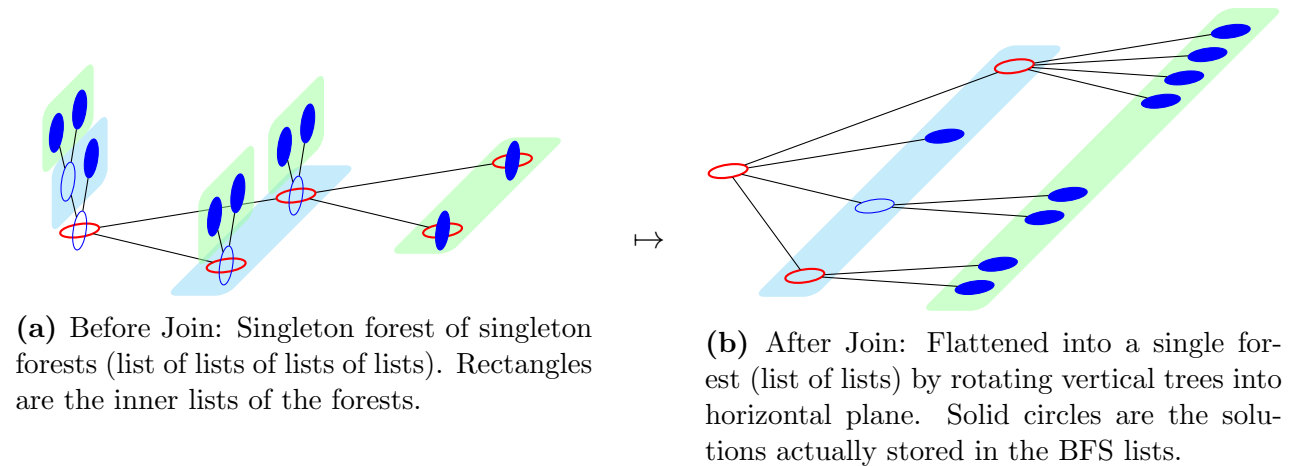 ↦
(a) Before Join: Singleton forest of singleton
forests (list of lists of lists of lists). Rectangles
are the inner lists of the forests.
(b) After Join: Flattened into a single for-
est (list of lists) by rotating vertical trees into
horizontal plane. Solid circles are the solu-
tions actually stored in the BFS lists.